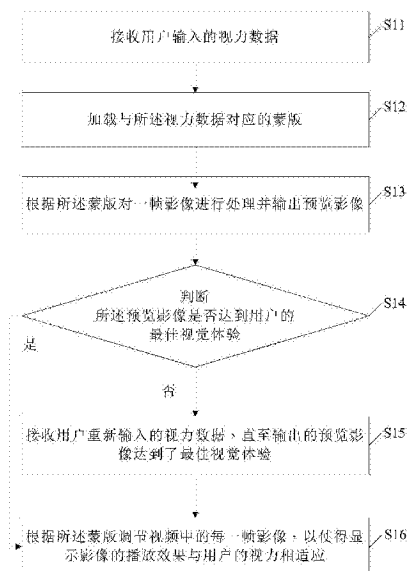 接收用户输入的视力数据
S11
加载与所述视力数据对应的蒙版
S12
根据所述蒙版对一帧影像进行处理并输出预览影像
S13
判断
所述预览影像是否达到用户的
最佳视觉体验
S14
是
否
接收用户重新输入的视力数据、直至输出的预览影
像达到了最佳视觉体验
S15
根据所述蒙版调节视频中的每一帧影像，以使得显
示影像的播放效果与用户的视力相适应
S16